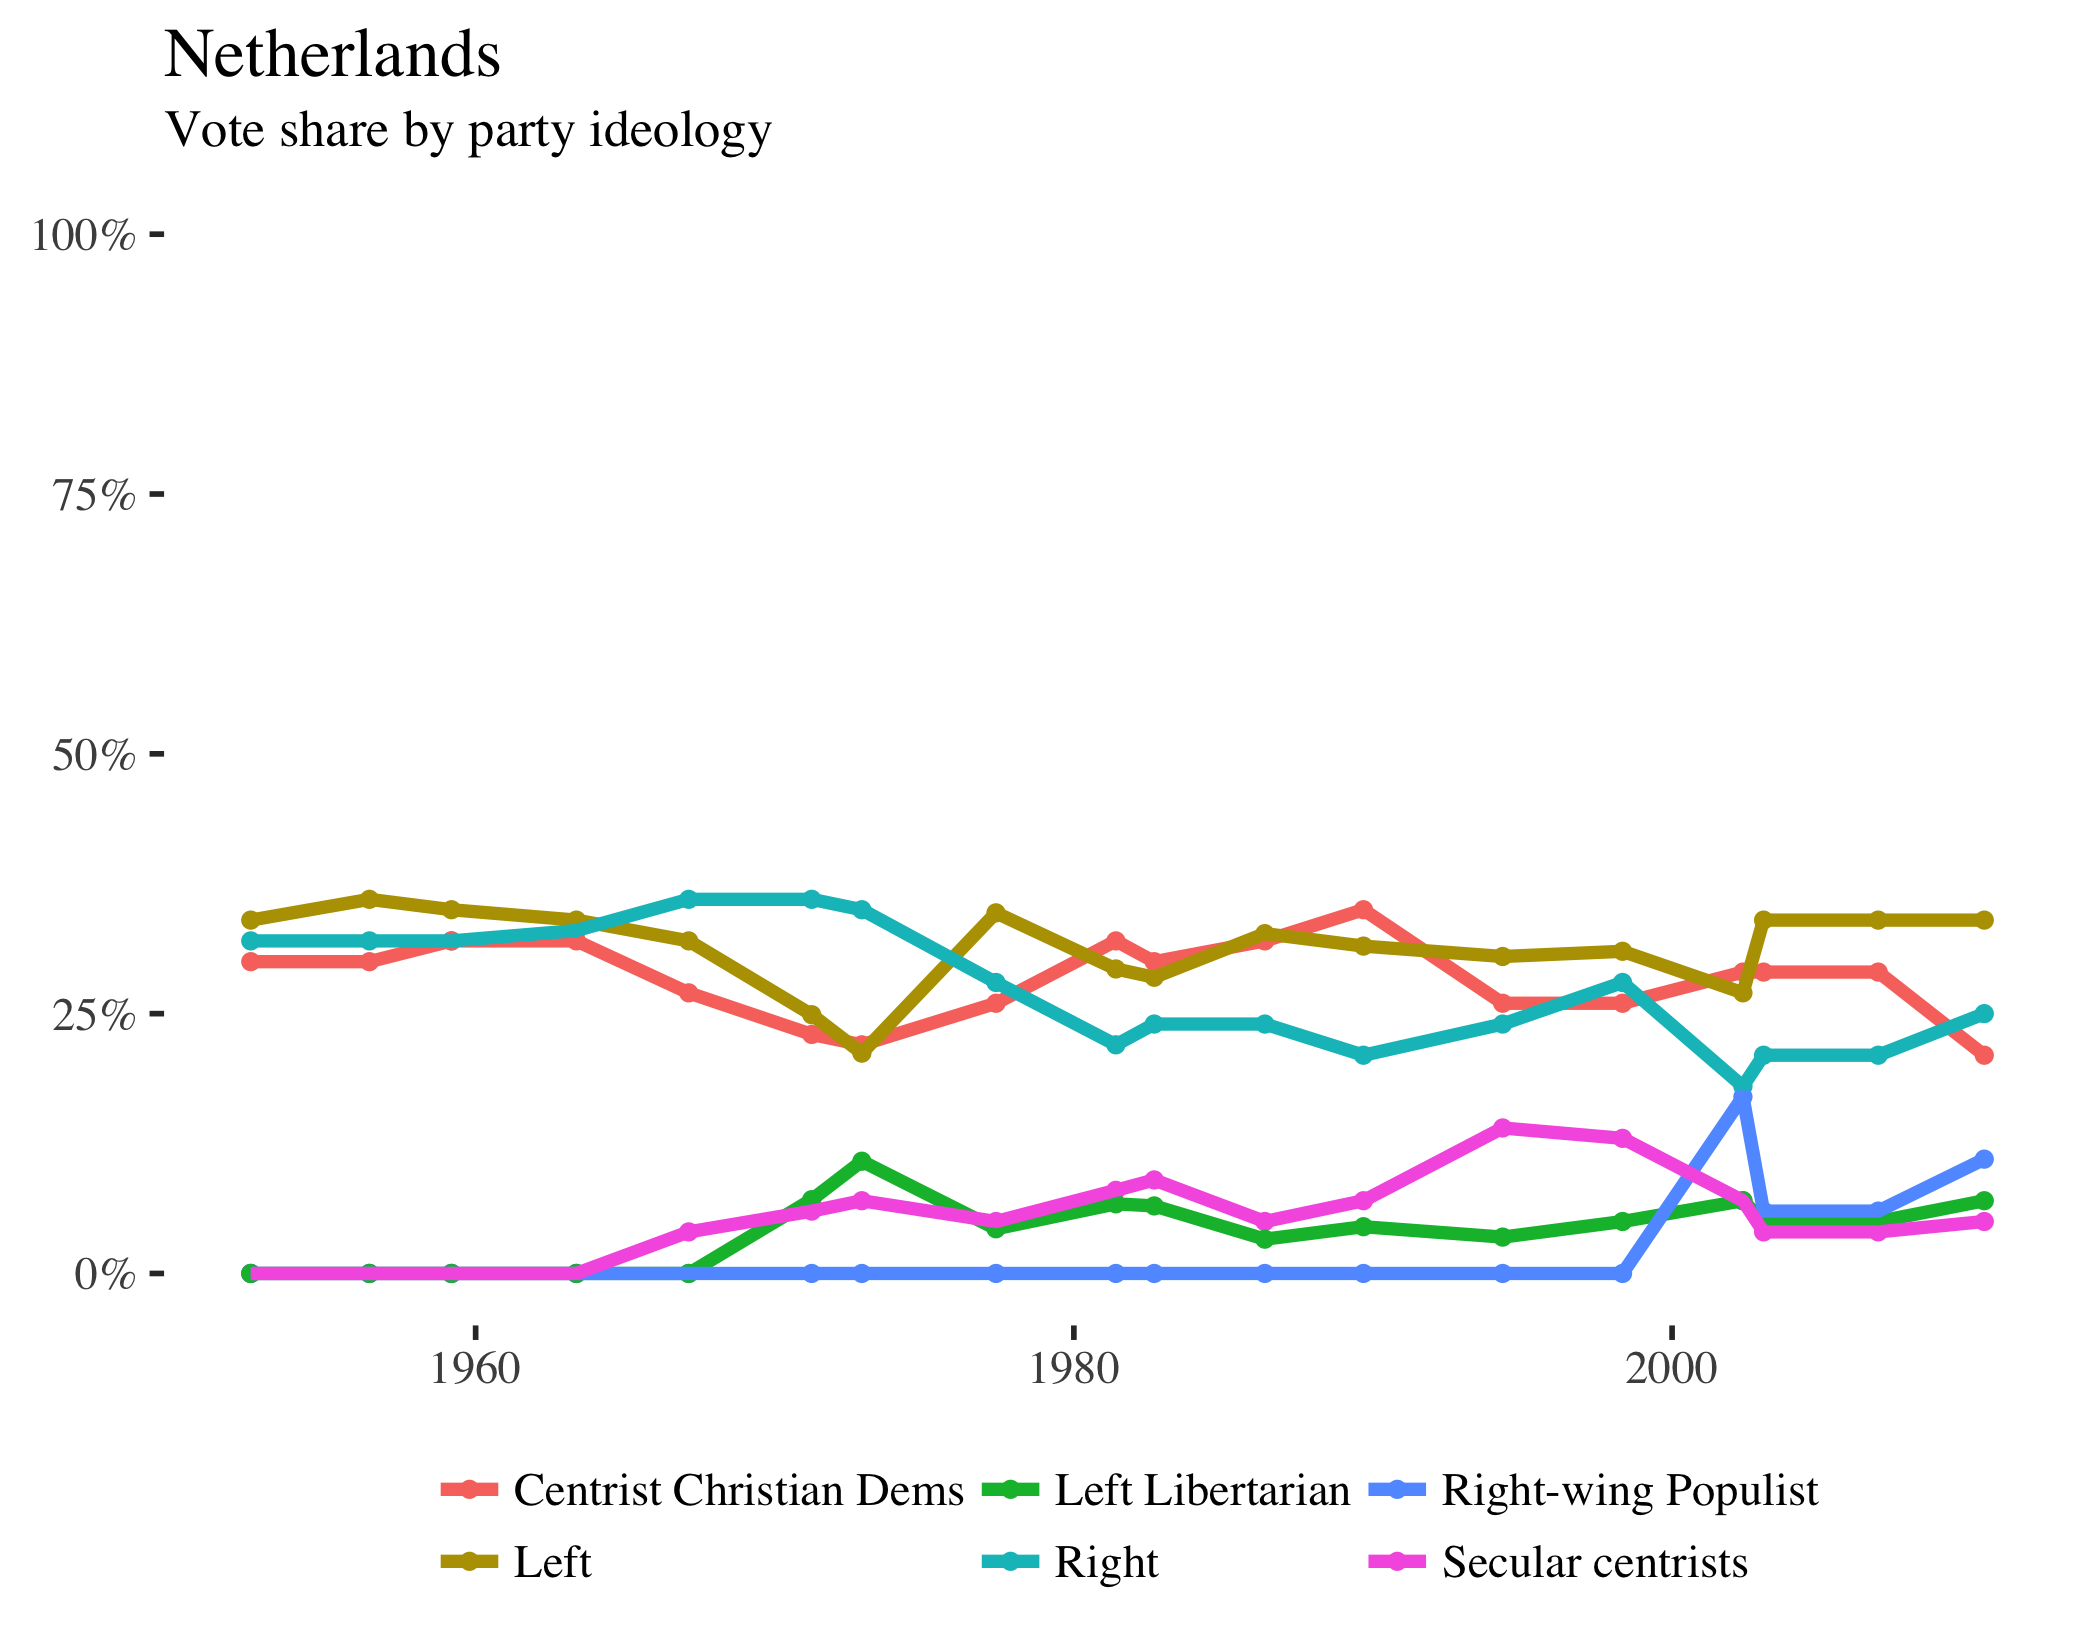 Netherlands
Vote share by party ideology
100%
75%
50%
25%
0%
1960 1980 2000
Centrist Christian Dems Left Libertarian Right-wing Populist
Left Right Secular centrists